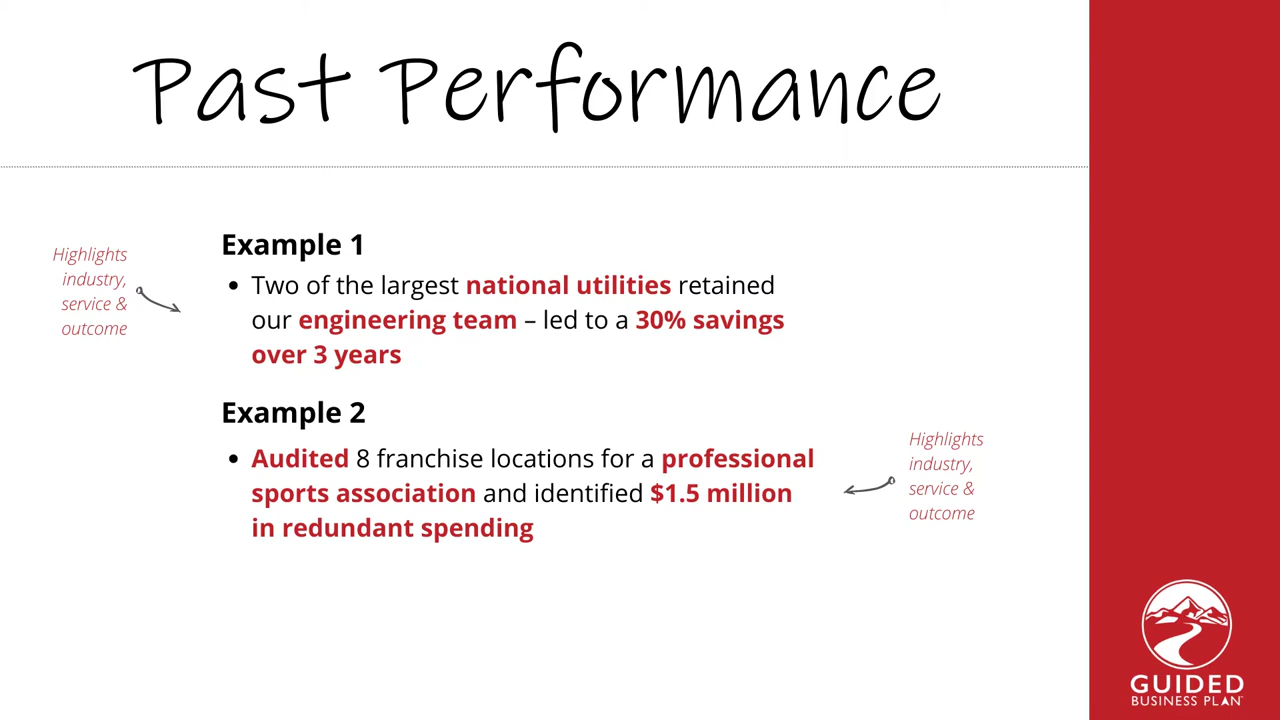 Past Performance
Highlights
industry,
service &
outcome
Example 1
• Two of the largest national utilities retained
our engineering team – led to a 30% savings
over 3 years
Example 2
• Audited 8 franchise locations for a professional
sports association and identified $1.5 million
in redundant spending
Highlights
industry,
service &
outcome
GUIDED
BUSINESS PLAN™